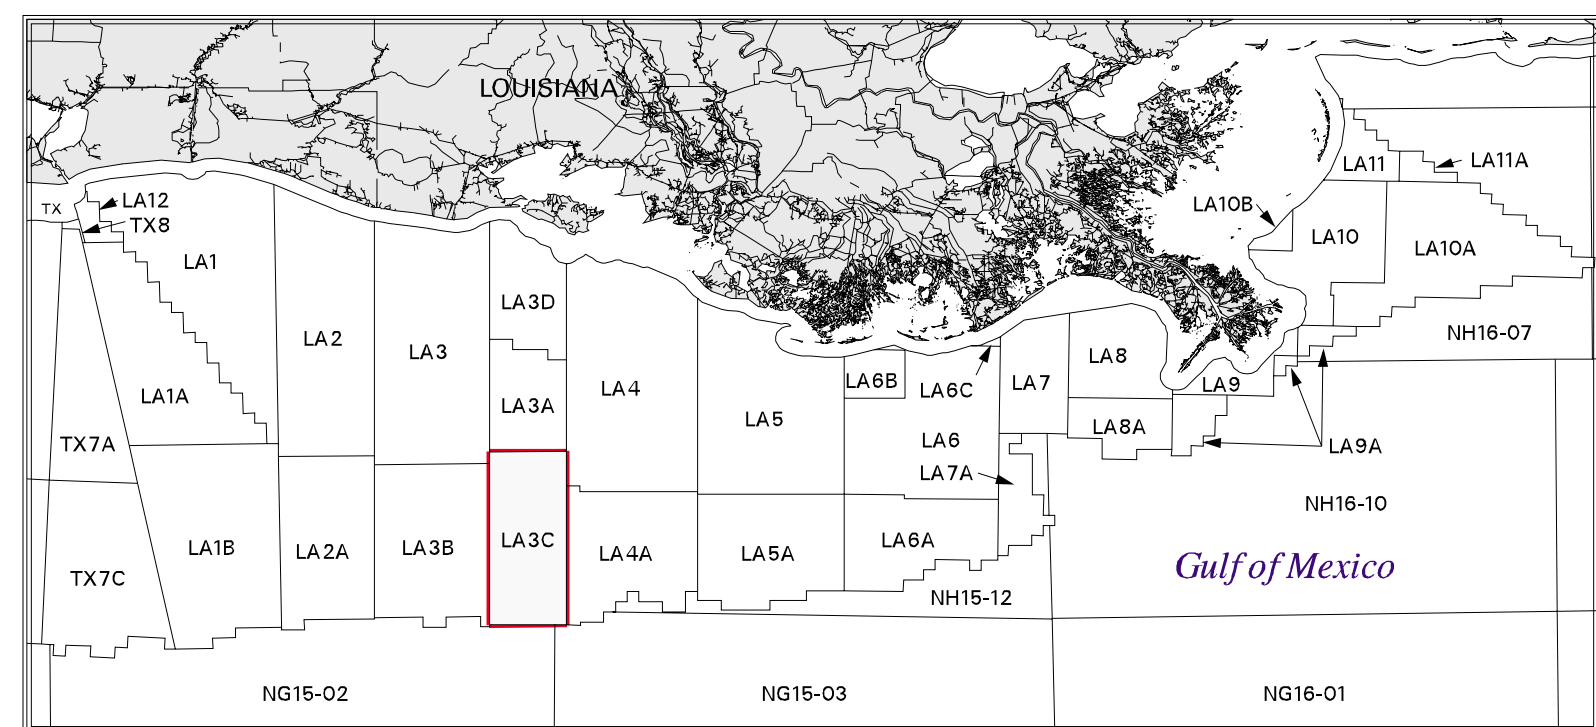 LOUISIANA
LA11
LA11A
LA12
TX
TX8
LA10B
LA1
LA10
LA10A
LA3D
LA2
LA3
NH16-07
LA8
LA4
LA6B
LA6C
LA7
LA9
LA1A
LA3A
LA5
LA8A
TX7A
LA6
LA9A
LA7A
NH16-10
LA1B
LA2A
LA3B
LA3C
LA4A
LA5A
LA6A
Gulf of Mexico
TX7C
NH15-12
NG15-02
NG15-03
NG16-01